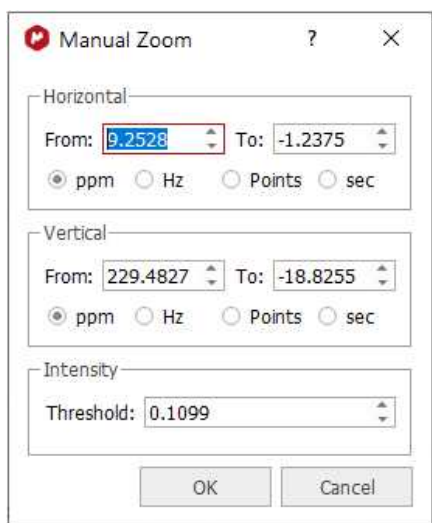 Manual Zoom ?
Horizontal
From: 9.2528 To: -1.2375
ppm Hz Points sec
Vertical
From: 229.4827 To: -18.8255
ppm Hz Points sec
Intensity
Threshold: 0.1099
OK Cancel